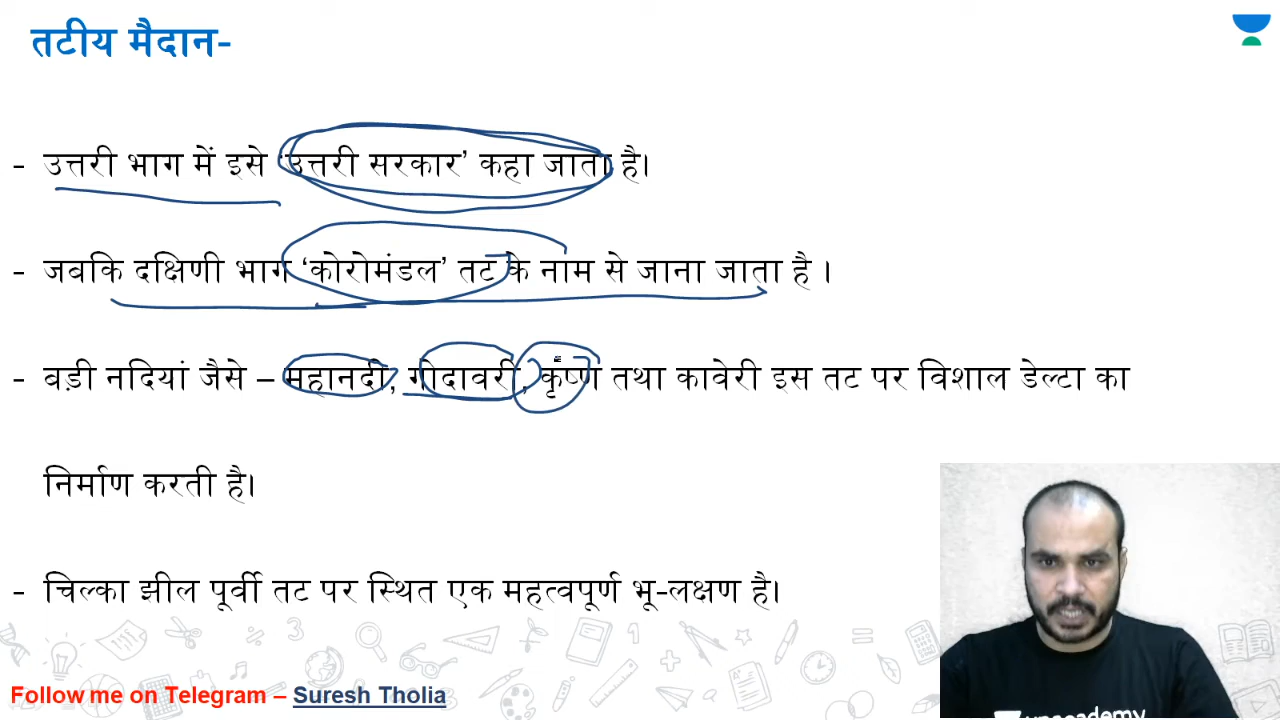 तटीय मैदान-
- उत्तरी भाग में इसे 'उत्तरी सरकार' कहा जाता है।
- जबकि दक्षिणी भाग 'कोरोमंडल' तट के नाम से जाना जाता है ।
- बड़ी नदियां जैसे – महानदी, गोदावरी, कृष्णा तथा कावेरी इस तट पर विशाल डेल्टा का
निर्माण करती है।
- चिल्का झील पूर्वी तट पर स्थित एक महत्वपूर्ण भू-लक्षण है।
Follow me on Telegram – Suresh Tholia